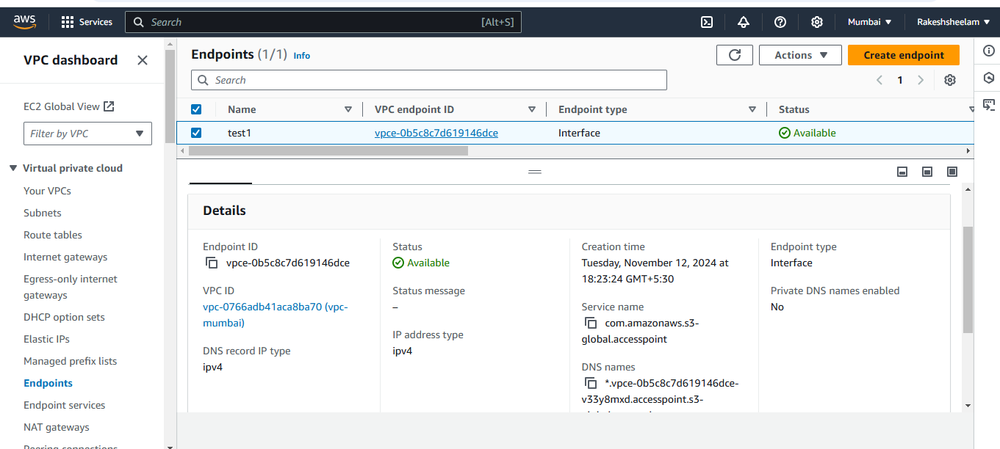 aws
Services
Search
[Alt+S]
Mumbai
Rakeshsheelam
VPC dashboard
EC2 Global View
Filter by VPC
Virtual private cloud
Your VPCs
Subnets
Route tables
Internet gateways
Egress-only internet
gateways
DHCP option sets
Elastic IPs
Managed prefix lists
Endpoints
Endpoint services
NAT gateways
Peering connections
Endpoints (1/1) Info
Actions
Create endpoint
Search
1
Name
VPC endpoint ID
Endpoint type
Status
test1
vpce-0b5c8c7d619146dce
Interface
Available
Details
Endpoint ID
vpce-0b5c8c7d619146dce
VPC ID
vpc-0766adb41aca8ba70 (vpc-
mumbai)
DNS record IP type
ipv4
Status
Available
Status message
–
IP address type
ipv4
Creation time
Tuesday, November 12, 2024 at
18:23:24 GMT+5:30
Service name
com.amazonaws.s3-
global.accesspoint
DNS names
*.vpce-0b5c8c7d619146dce-
v33y8mxd.accesspoint.s3-
Endpoint type
Interface
Private DNS names enabled
No